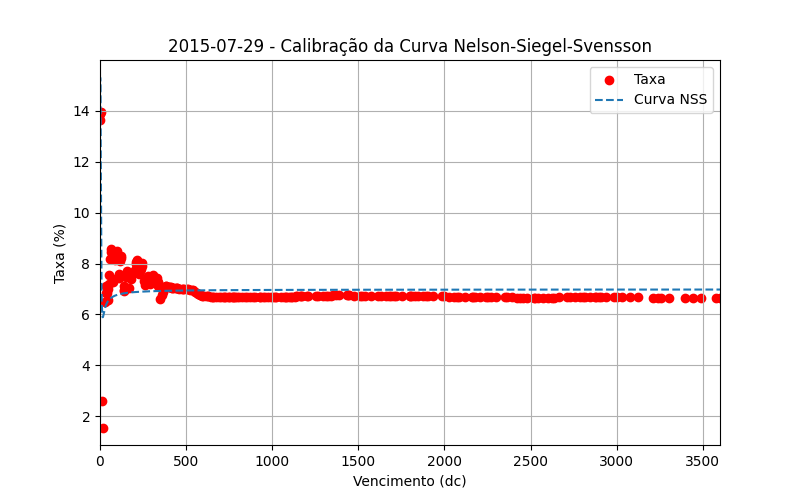 2015-07-29 - Calibração da Curva Nelson-Siegel-Svensson
Taxa
Curva NSS
Taxa (%)
14
12
10
8
6
4
2
0 500 1000 1500 2000 2500 3000 3500
Vencimento (dc)